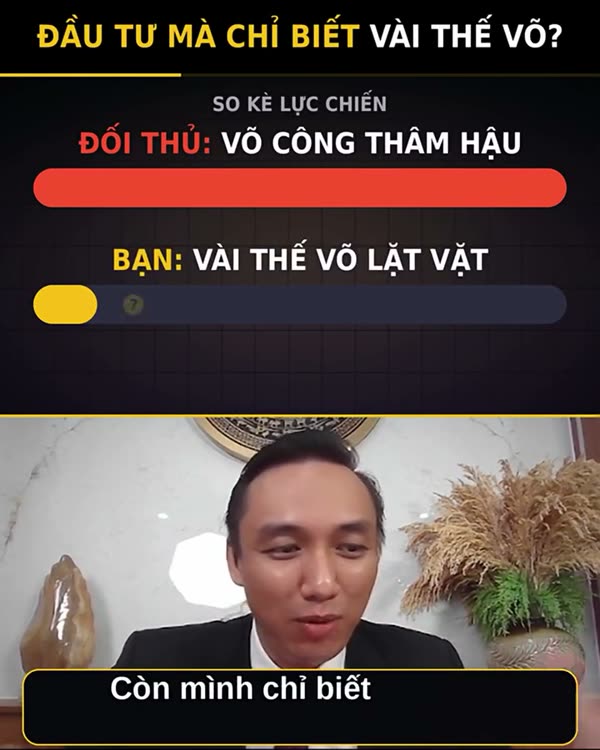 ĐẦU TƯ MÀ CHỈ BIẾT VÀI THẾ VÕ?
SO KÈ LỰC CHIẾN
ĐỐI THỦ: VÕ CÔNG THÂM HẬU
BẠN: VÀI THẾ VÕ LẶT VẶT
?
Còn mình chỉ biết